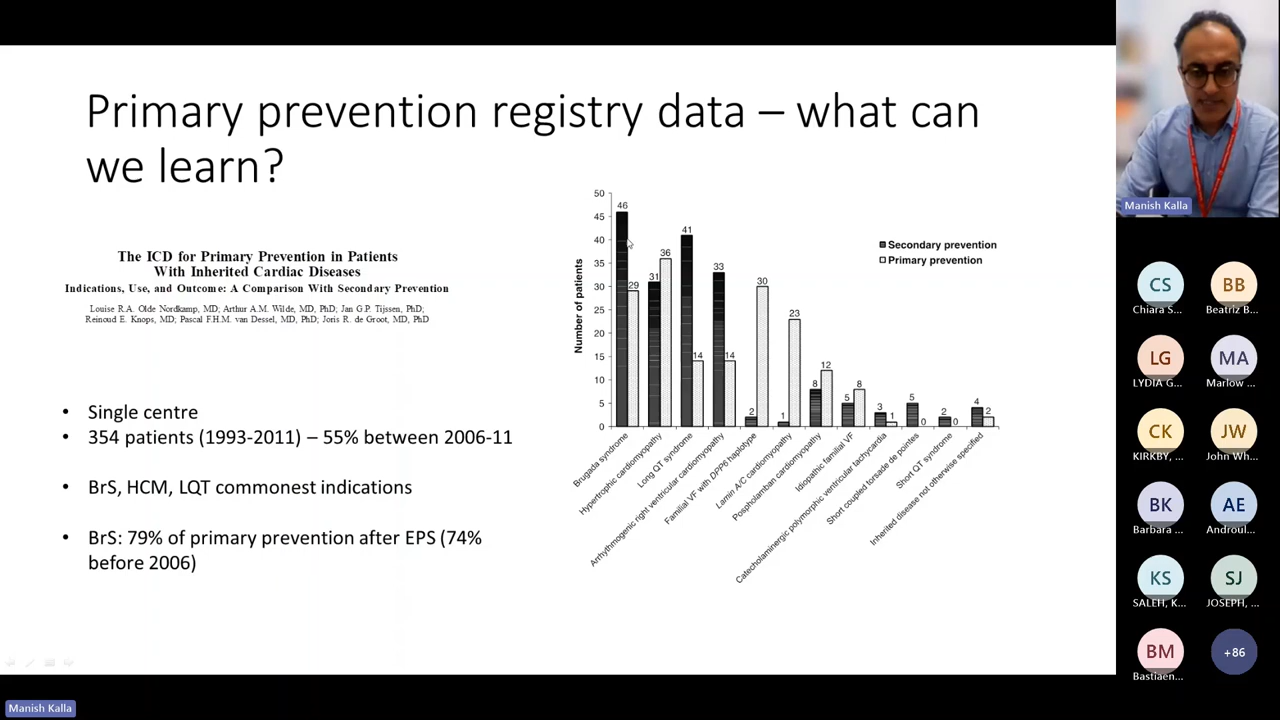 Primary prevention registry data – what can
we learn?
The ICD for Primary Prevention in Patients
With Inherited Cardiac Diseases
Indications, Use, and Outcome: A Comparison With Secondary Prevention
Louise R.A. Olde Nordkamp, MD; Arthur A.M. Wilde, MD, PhD; Jan G.P. Tijssen, PhD;
Reinoud E. Knops, MD; Pascal F.H.M. van Dessel, MD, PhD; Joris R. de Groot, MD, PhD
• Single centre
• 354 patients (1993-2011) – 55% between 2006-11
• BrS, HCM, LQT commonest indications
• BrS: 79% of primary prevention after EPS (74%
before 2006)
Number of patients
50
45
40
35
30
25
20
15
10
5
0
46
29
31
36
41
14
33
14
2
30
1
23
8
12
5
8
3
1
5
0
2
0
4
2
Secondary prevention
Primary prevention
Brugada syndrome
Hypertrophic cardiomyopathy
Long QT syndrome
Arrhythmogenic right ventricular cardiomyopathy
Familial VF with DPP6 haplotype
Lamin A/C cardiomyopathy
Pospholamban cardiomyopathy
Idiopathic familial VF
Catecholaminergic polymorphic ventricular tachycardia
Short coupled torsade de pointes
Short QT syndrome
Inherited disease not otherwise specified
Manish Kalla
CS
Chiara S...
BB
Beatriz B...
LG
LYDIA G...
MA
Marlow ...
CK
KIRKBY, ...
JW
John Wh...
BK
Barbara ...
AE
Androul...
KS
SALEH, K...
SJ
JOSEPH, ...
BM
Bastiaen...
+86
Manish Kalla